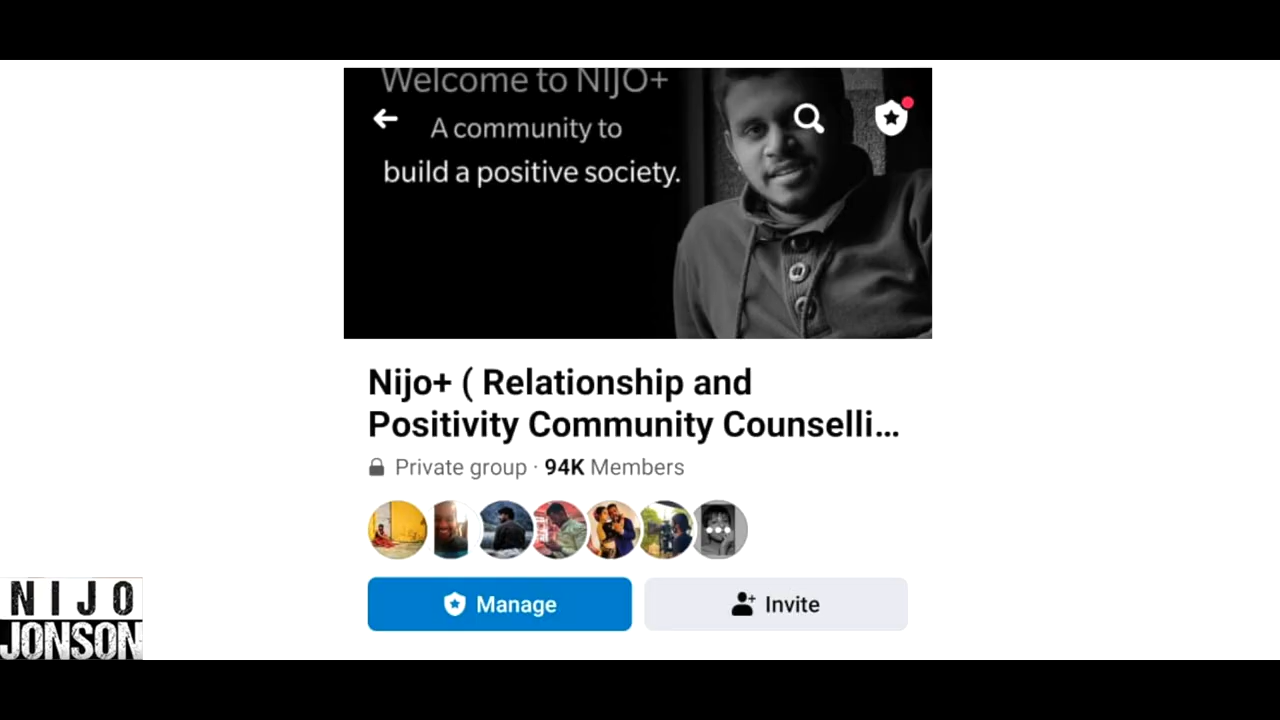 Welcome to NIJO+
A community to
build a positive society.
Nijo+ ( Relationship and
Positivity Community Counselli...
Private group · 94K Members
Manage
Invite
NIJO
JONSON